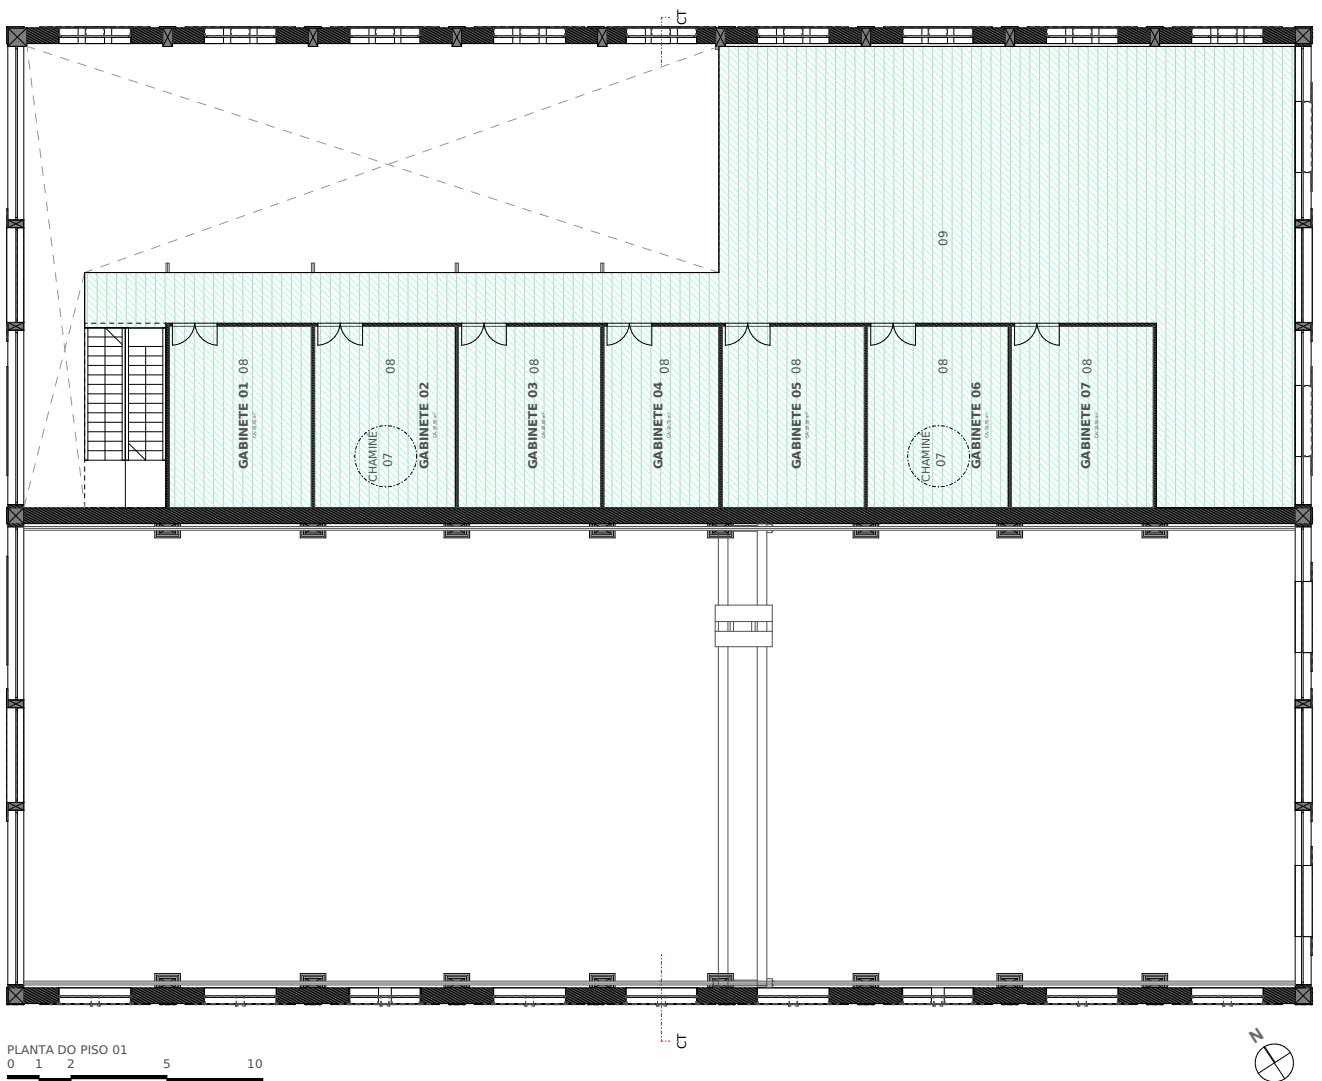 CT
09
08
GABINETE 01
08
GABINETE 02
CHAMINÉ
07
08
GABINETE 03
08
GABINETE 04
08
GABINETE 05
08
GABINETE 06
CHAMINÉ
07
08
GABINETE 07
CT
N
PLANTA DO PISO 01
0 1 2 5 10